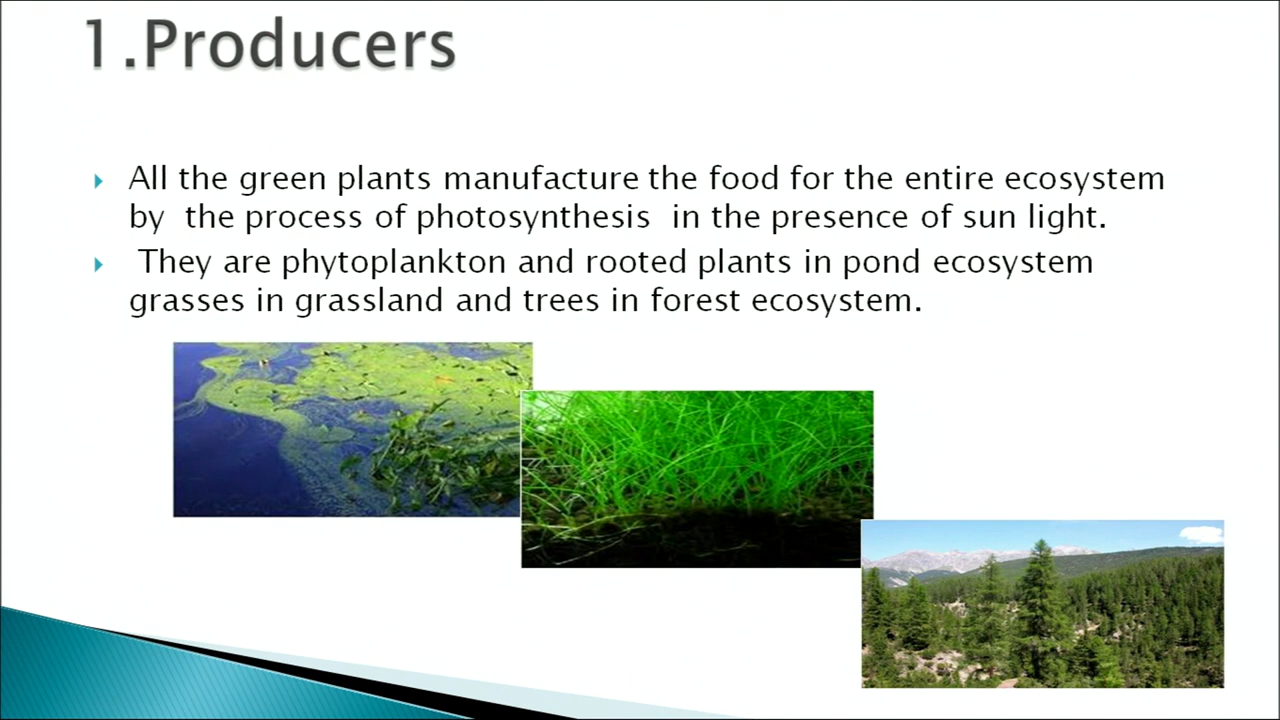 1.Producers
All the green plants manufacture the food for the entire ecosystem
by the process of photosynthesis in the presence of sun light.
They are phytoplankton and rooted plants in pond ecosystem
grasses in grassland and trees in forest ecosystem.